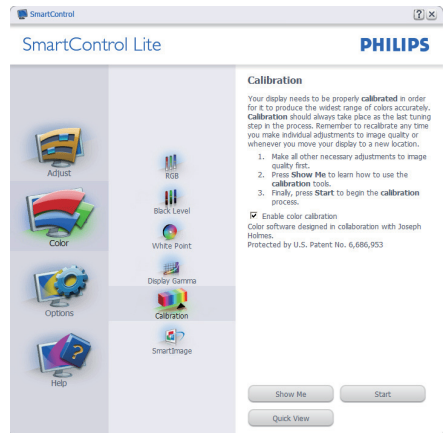 SmartControl
SmartControl Lite
PHILIPS
Adjust
Color
Options
Help
RGB
Black Level
White Point
Display Gamma
Calibration
SmartImage
Calibration
Your display needs to be properly calibrated in order
for it to produce the widest range of colors accurately.
Calibration should always take place as the last tuning
step in the process. Remember to recalibrate any time
you make individual adjustments to image quality or
whenever you move your display to a new location.
1. Make all other necessary adjustments to image
quality first.
2. Press Show Me to learn how to use the
calibration tools.
3. Finally, press Start to begin the calibration
process.
Enable color calibration
Color software designed in collaboration with Joseph
Holmes.
Protected by U.S. Patent No. 6,686,953
Show Me
Start
Quick View